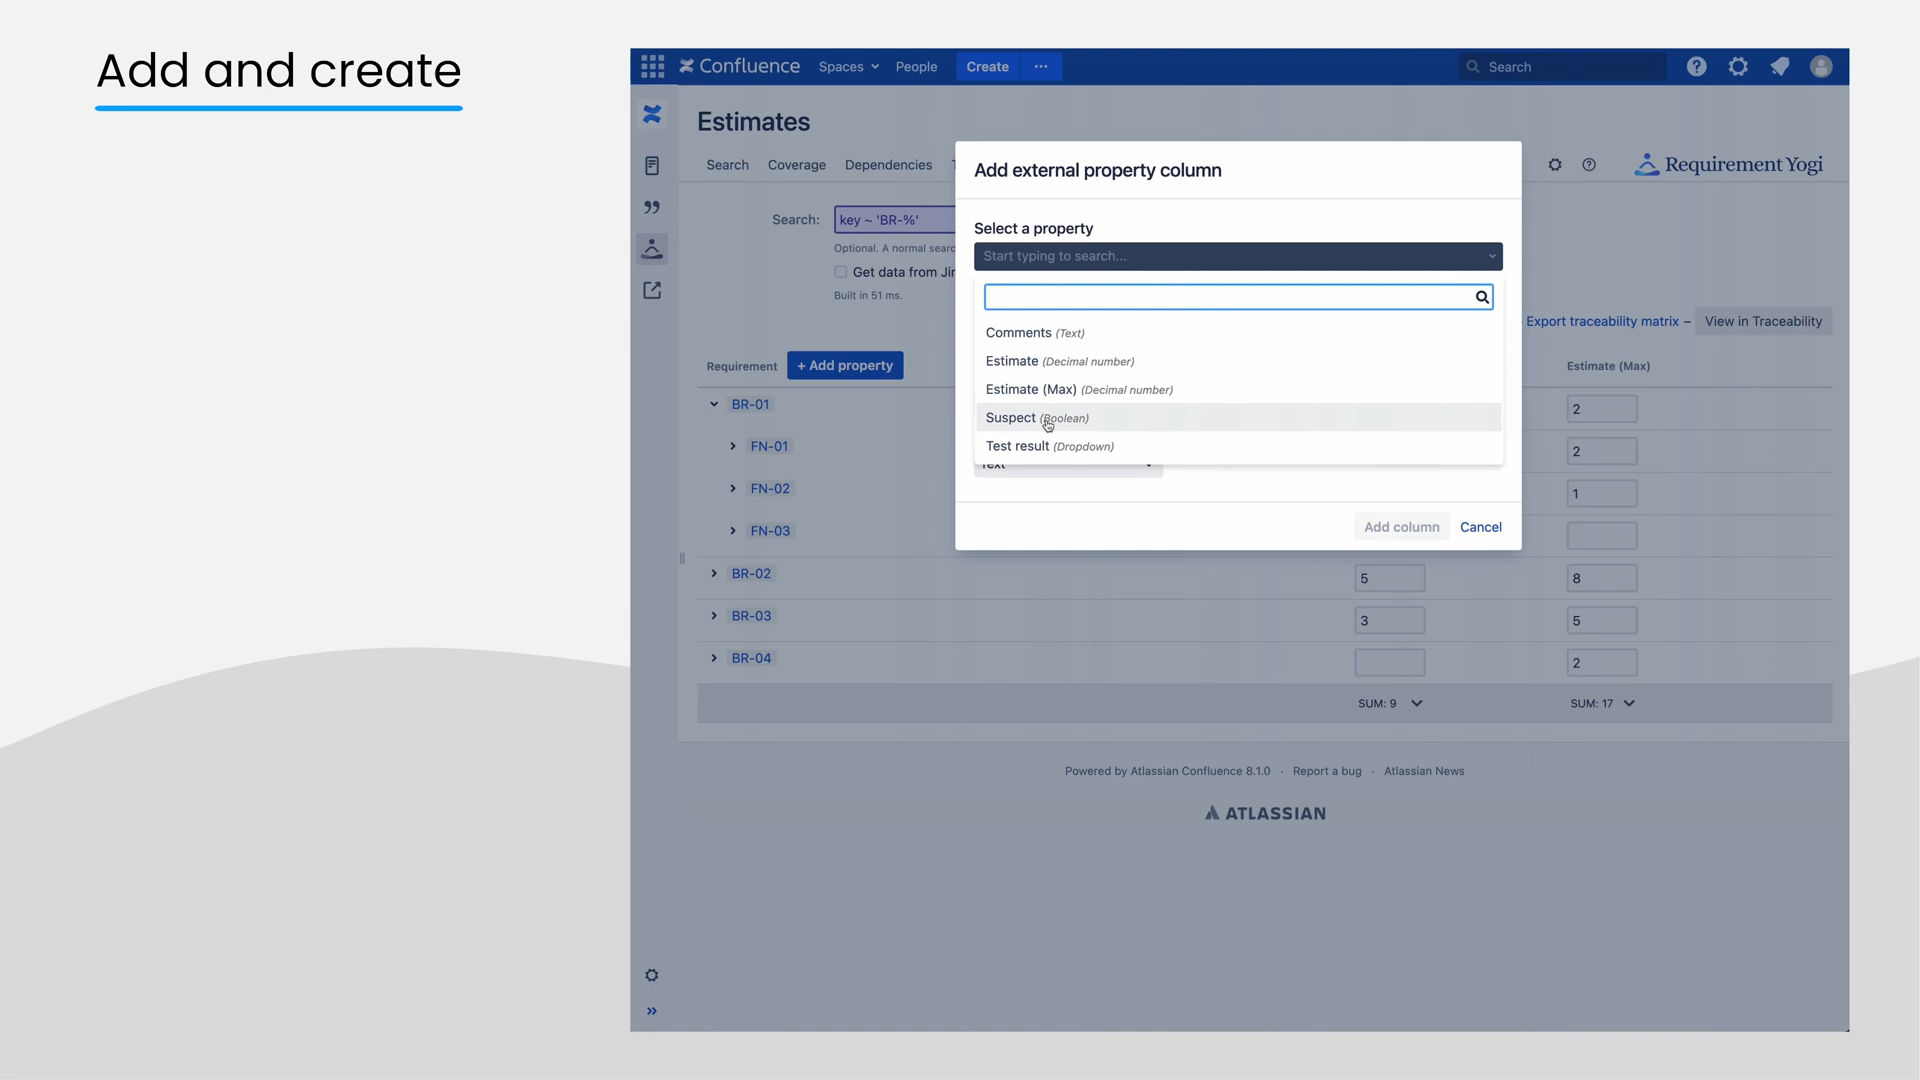 Add and create
Confluence Spaces People Create ··· Search
Estimates
Search Coverage Dependencies
Requirement Yogi
Add external property column
Search: key ~ 'BR-%'
Optional. A normal searc
Get data from Jir
Built in 51 ms.
Select a property
Start typing to search...
Comments (Text)
Estimate (Decimal number)
Estimate (Max) (Decimal number)
Suspect (Boolean)
Test result (Dropdown)
Text
Add column Cancel
Export traceability matrix – View in Traceability
Requirement + Add property Estimate (Max)
BR-01 2
FN-01 2
FN-02 1
FN-03
BR-02 5 8
BR-03 3 5
BR-04 2
SUM: 9 SUM: 17
Powered by Atlassian Confluence 8.1.0 · Report a bug · Atlassian News
ATLASSIAN